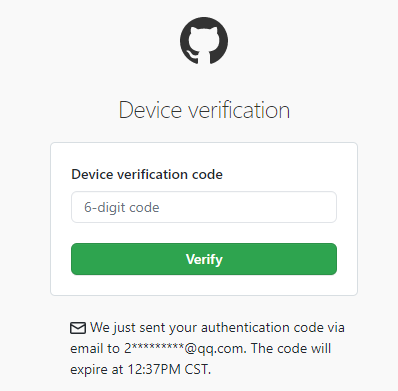 Device verification
Device verification code
6-digit code
Verify
We just sent your authentication code via
email to 2*********@qq.com. The code will
expire at 12:37PM CST.